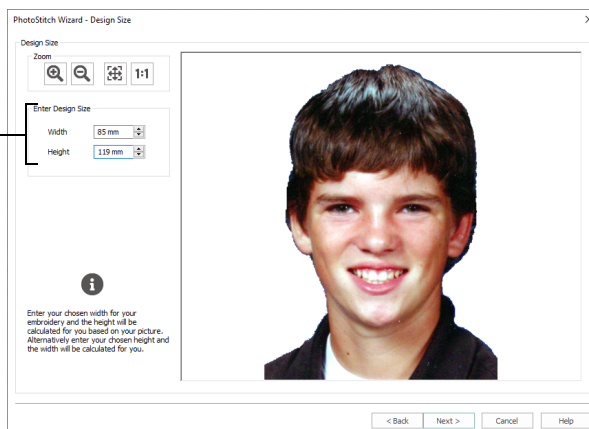 PhotoStitch Wizard - Design Size
Design Size
Zoom
1:1
Enter Design Size
Width 85 mm
Height 119 mm
Enter your chosen width for your
embroidery and the height will be
calculated for you based on your picture.
Alternatively enter your chosen height and
the width will be calculated for you.
< Back Next > Cancel Help